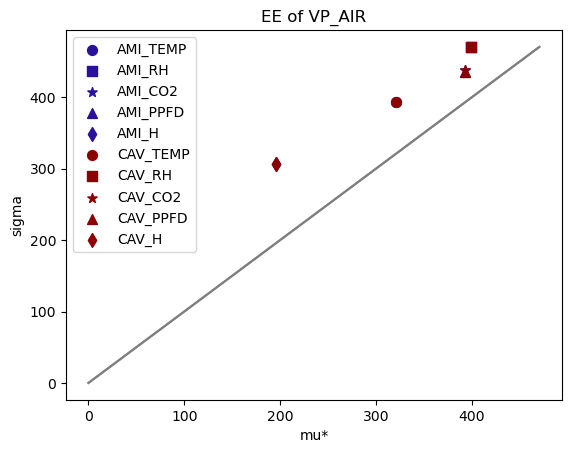 EE of VP_AIR
AMI_TEMP
AMI_RH
AMI_CO2
AMI_PPFD
AMI_H
CAV_TEMP
CAV_RH
CAV_CO2
CAV_PPFD
CAV_H
sigma
400
300
200
100
0
0
100
200
300
400
mu*